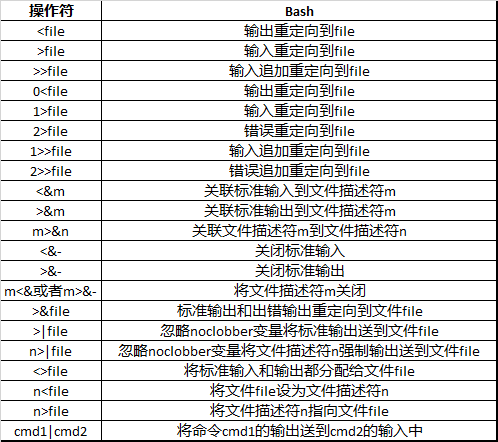 操作符 Bash
<file 输出重定向到file
>file 输入重定向到file
>>file 输入追加重定向到file
0<file 输出重定向到file
1>file 输入重定向到file
2>file 错误重定向到file
1>>file 输入追加重定向到file
2>>file 错误追加重定向到file
<&m 关联标准输入到文件描述符m
>&m 关联标准输出到文件描述符m
m>&n 关联文件描述符m到文件描述符n
<&- 关闭标准输入
>&- 关闭标准输出
m<&或者m>&- 将文件描述符m关闭
>&file 标准输出和出错输出重定向到文件file
>|file 忽略noclobber变量将标准输出送到文件file
n>|file 忽略noclobber变量将文件描述符n强制输出送到文件file
<>file 将标准输入和输出都分配给文件file
n<file 将文件file设为文件描述符n
n>file 将文件描述符n指向文件file
cmd1|cmd2 将命令cmd1的输出送到cmd2的输入中